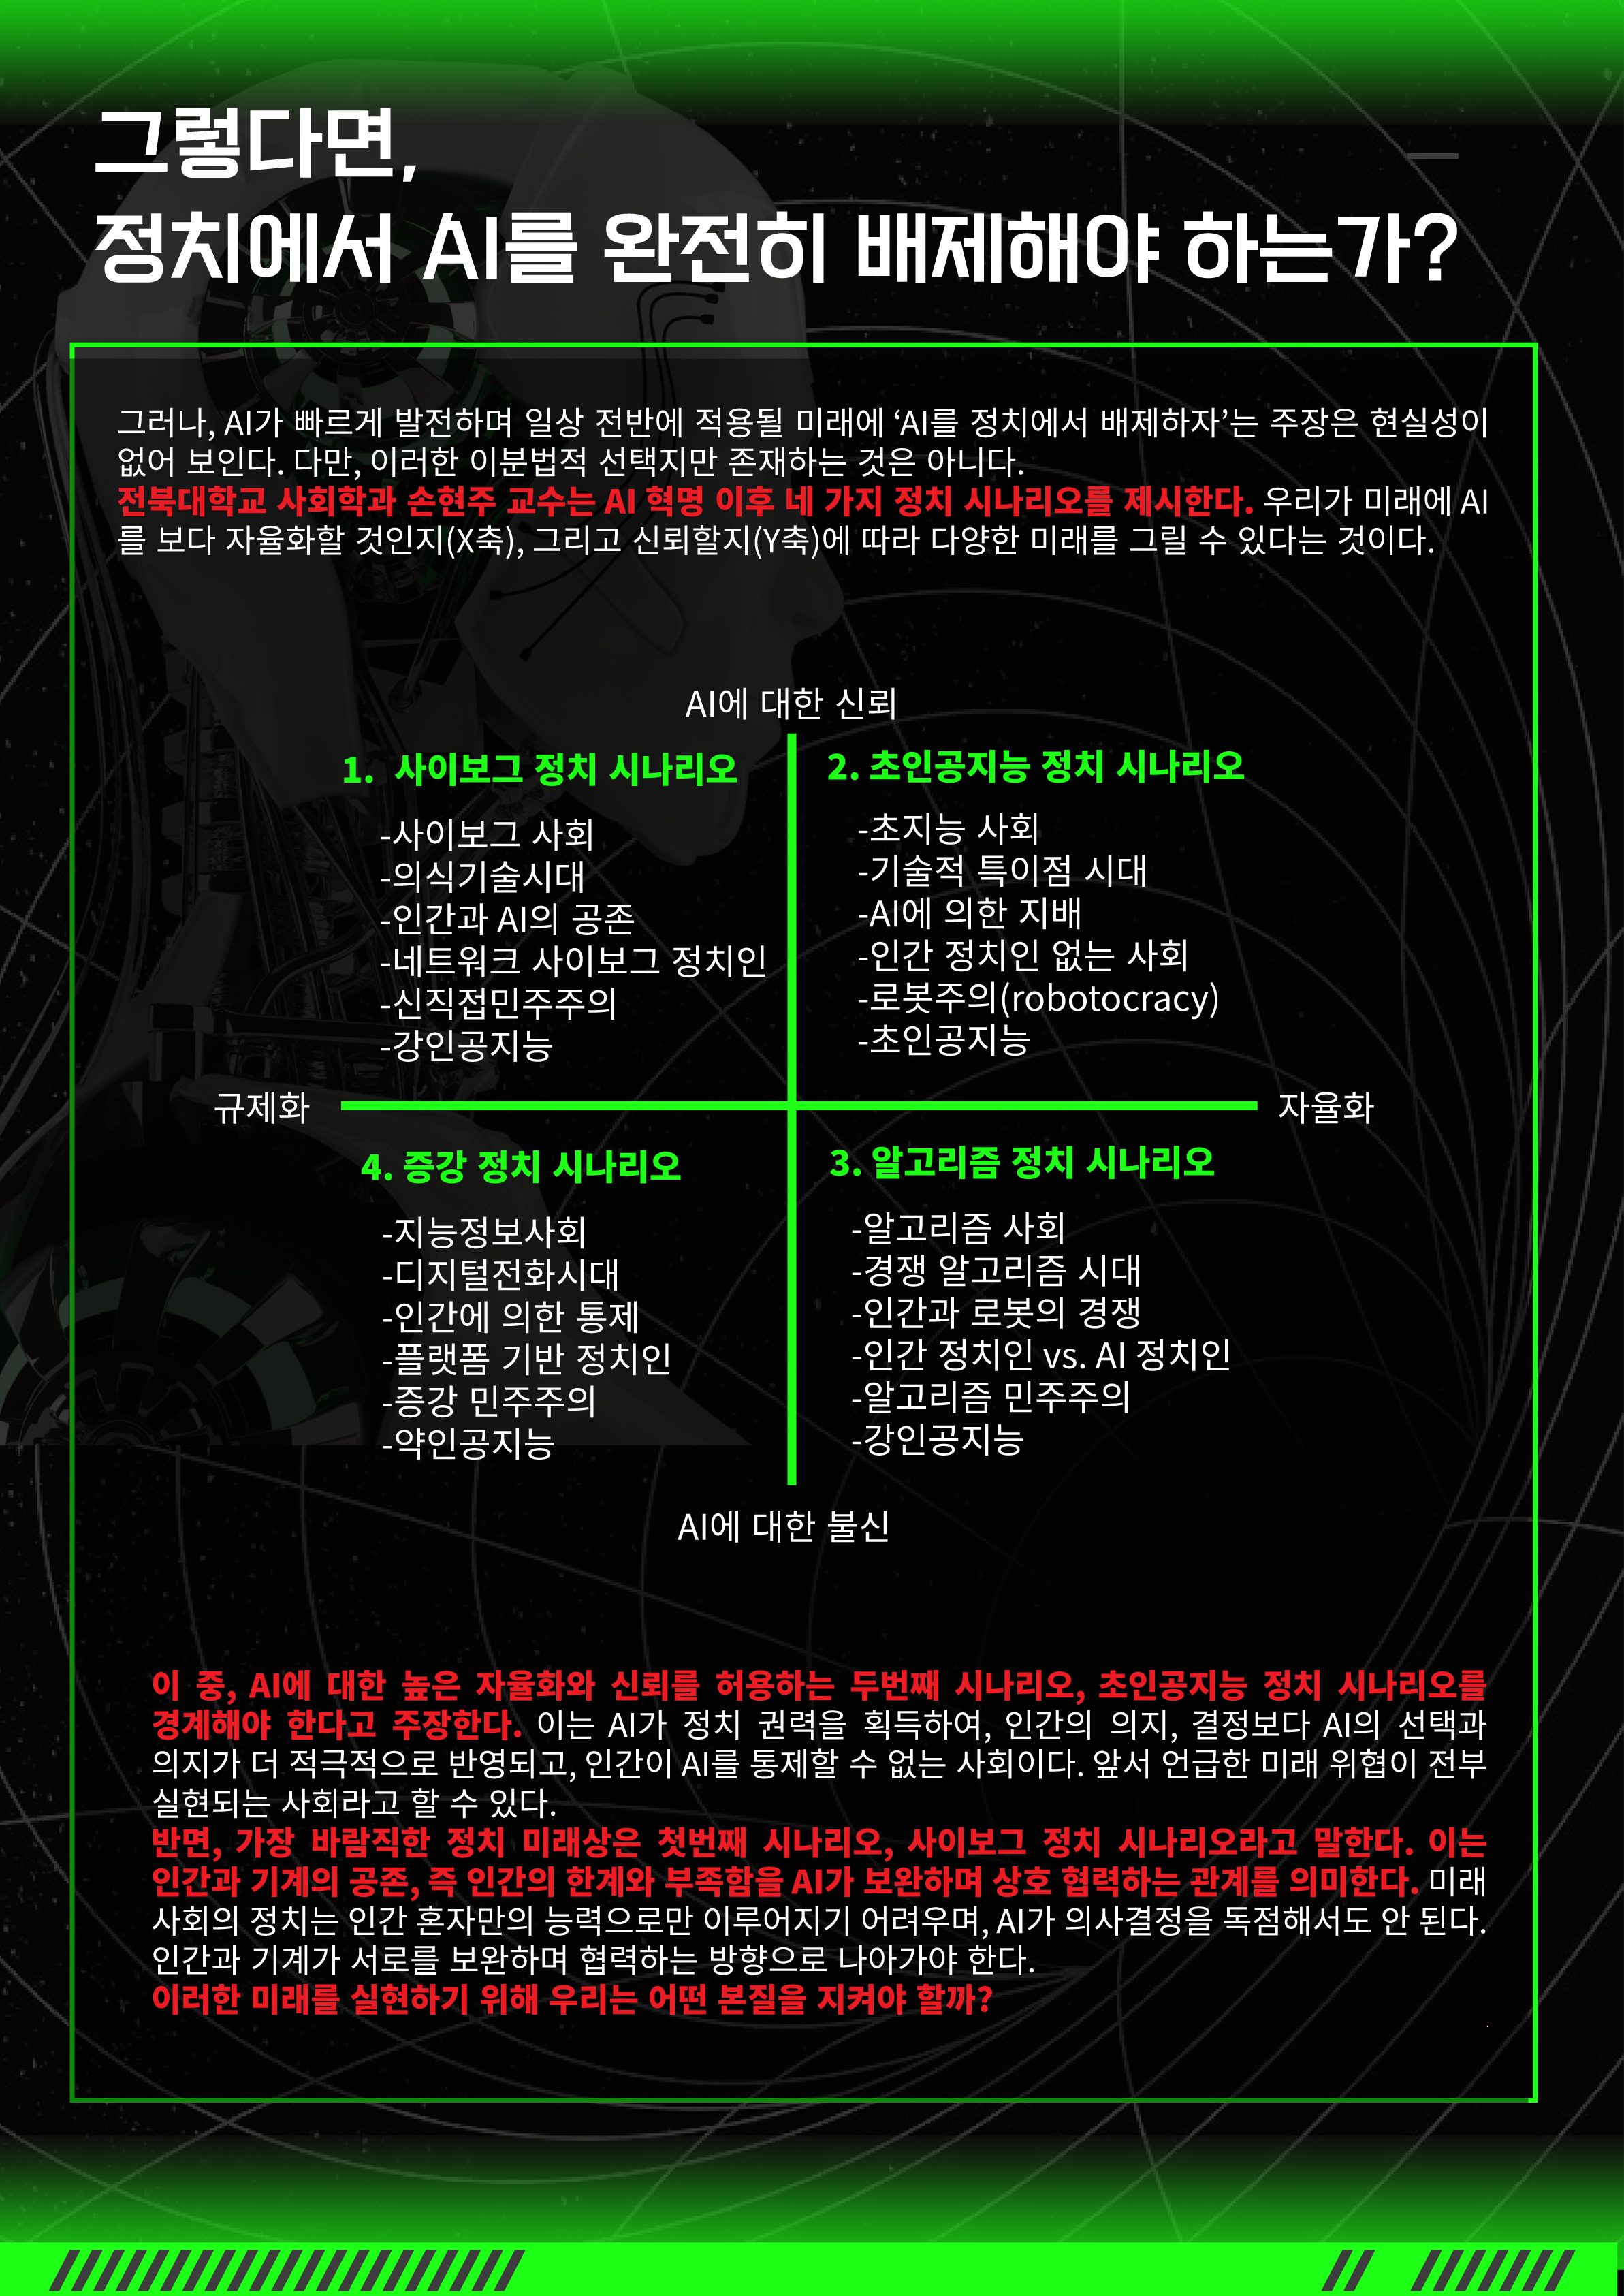 그렇다면,
정치에서 AI를 완전히 배제해야 하는가?
그러나, AI가 빠르게 발전하며 일상 전반에 적용될 미래에 ‘AI를 정치에서 배제하자’는 주장은 현실성이
없어 보인다. 다만, 이러한 이분법적 선택지만 존재하는 것은 아니다.
전북대학교 사회학과 손현주 교수는 AI 혁명 이후 네 가지 정치 시나리오를 제시한다. 우리가 미래에 AI
를 보다 자율화할 것인지(X축), 그리고 신뢰할지(Y축)에 따라 다양한 미래를 그릴 수 있다는 것이다.
AI에 대한 신뢰
1. 사이보그 정치 시나리오
-사이보그 사회
-의식기술시대
-인간과 AI의 공존
-네트워크 사이보그 정치인
-신직접민주주의
-강인공지능
2. 초인공지능 정치 시나리오
-초지능 사회
-기술적 특이점 시대
-AI에 의한 지배
-인간 정치인 없는 사회
-로봇주의(robotocracy)
-초인공지능
규제화
자율화
4. 증강 정치 시나리오
-지능정보사회
-디지털전화시대
-인간에 의한 통제
-플랫폼 기반 정치인
-증강 민주주의
-약인공지능
3. 알고리즘 정치 시나리오
-알고리즘 사회
-경쟁 알고리즘 시대
-인간과 로봇의 경쟁
-인간 정치인 vs. AI 정치인
-알고리즘 민주주의
-강인공지능
AI에 대한 불신
이 중, AI에 대한 높은 자율화와 신뢰를 허용하는 두번째 시나리오, 초인공지능 정치 시나리오를
경계해야 한다고 주장한다. 이는 AI가 정치 권력을 획득하여, 인간의 의지, 결정보다 AI의 선택과
의지가 더 적극적으로 반영되고, 인간이 AI를 통제할 수 없는 사회이다. 앞서 언급한 미래 위협이 전부
실현되는 사회라고 할 수 있다.
반면, 가장 바람직한 정치 미래상은 첫번째 시나리오, 사이보그 정치 시나리오라고 말한다. 이는
인간과 기계의 공존, 즉 인간의 한계와 부족함을 AI가 보완하며 상호 협력하는 관계를 의미한다. 미래
사회의 정치는 인간 혼자만의 능력으로만 이루어지기 어려우며, AI가 의사결정을 독점해서도 안 된다.
인간과 기계가 서로를 보완하며 협력하는 방향으로 나아가야 한다.
이러한 미래를 실현하기 위해 우리는 어떤 본질을 지켜야 할까?